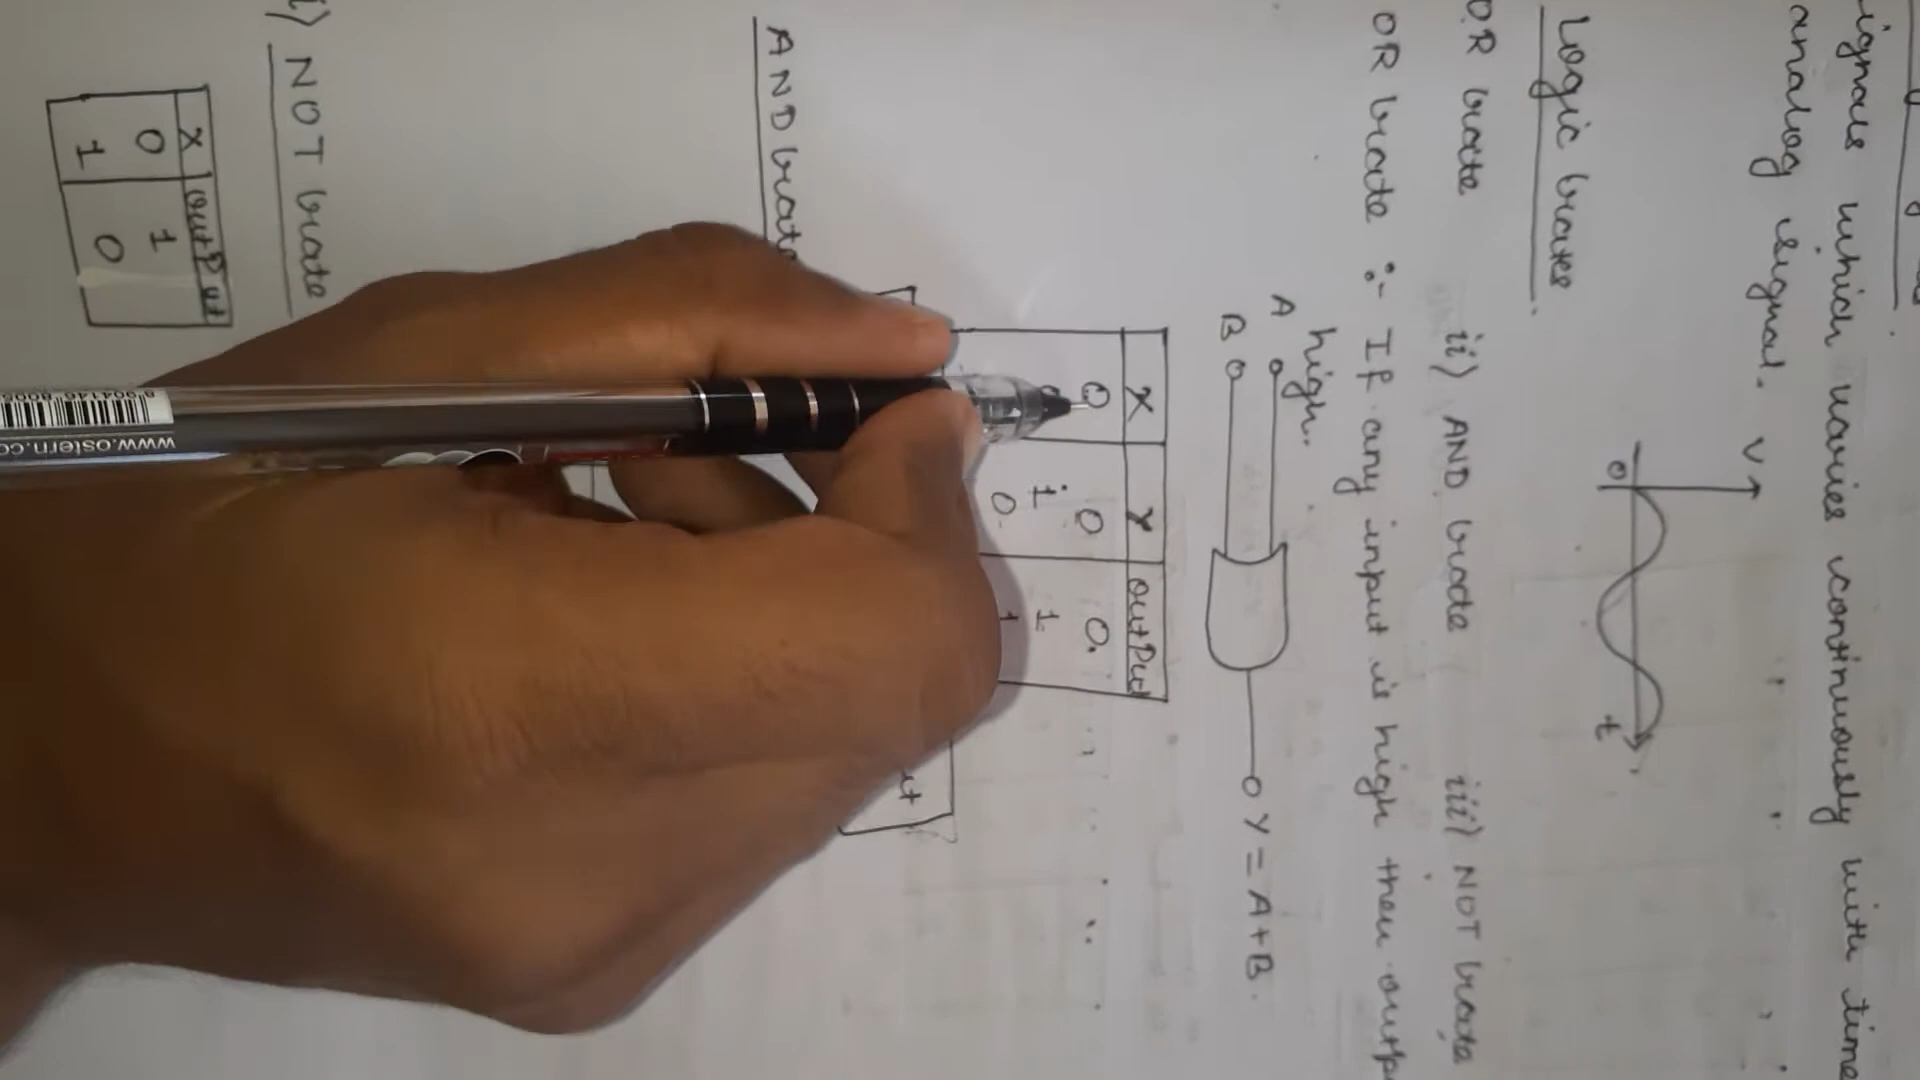 signals which varies continuously with time
analog signal.
V
0
t
Logic Gates
OR Gate ii) AND Gate iii) NOT Gate
OR Gate :- If any input is high then outp
high.
A
B
Y = A+B.
X Y outPut
0 0 0.
1 1.
0. 1
ut
AND Gate
i) NOT Gate
X outPut
0 1
1 0
www.ostern.co